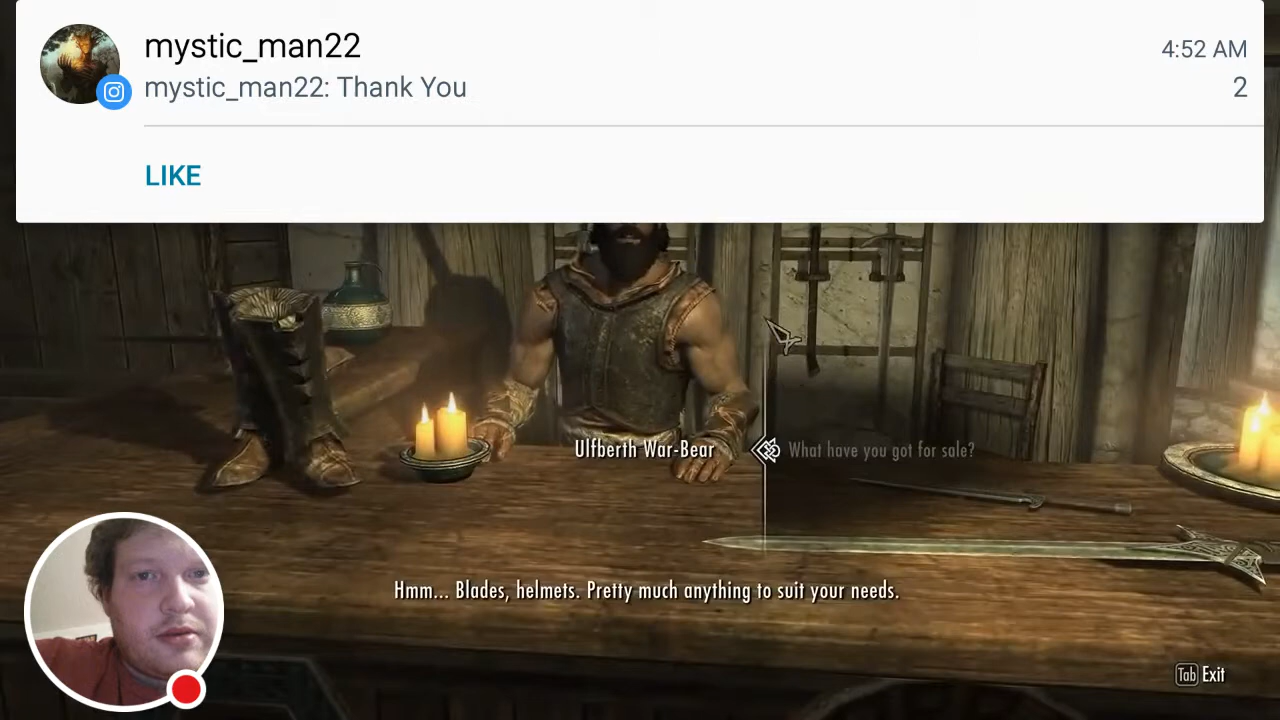 mystic_man22
4:52 AM
mystic_man22: Thank You
2
LIKE
Ulfberth War-Bear
What have you got for sale?
Hmm... Blades, helmets. Pretty much anything to suit your needs.
Tab Exit